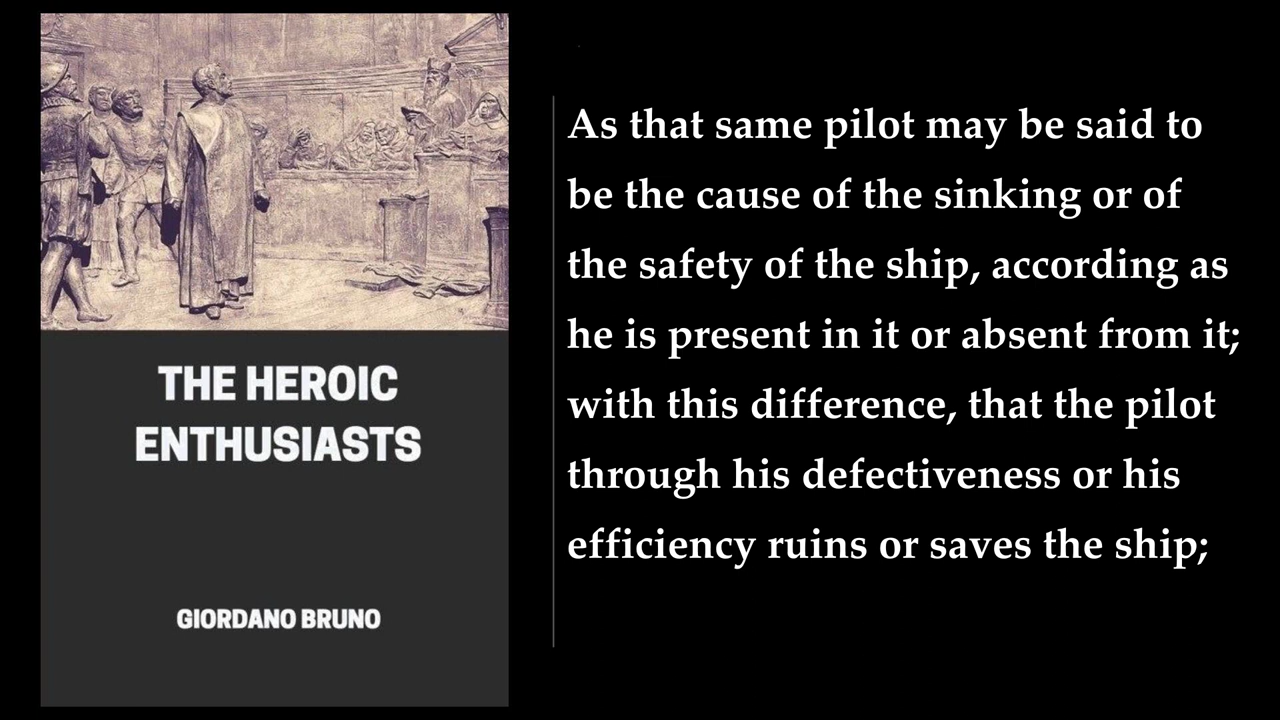 THE HEROIC
ENTHUSIASTS
GIORDANO BRUNO
As that same pilot may be said to
be the cause of the sinking or of
the safety of the ship, according as
he is present in it or absent from it;
with this difference, that the pilot
through his defectiveness or his
efficiency ruins or saves the ship;